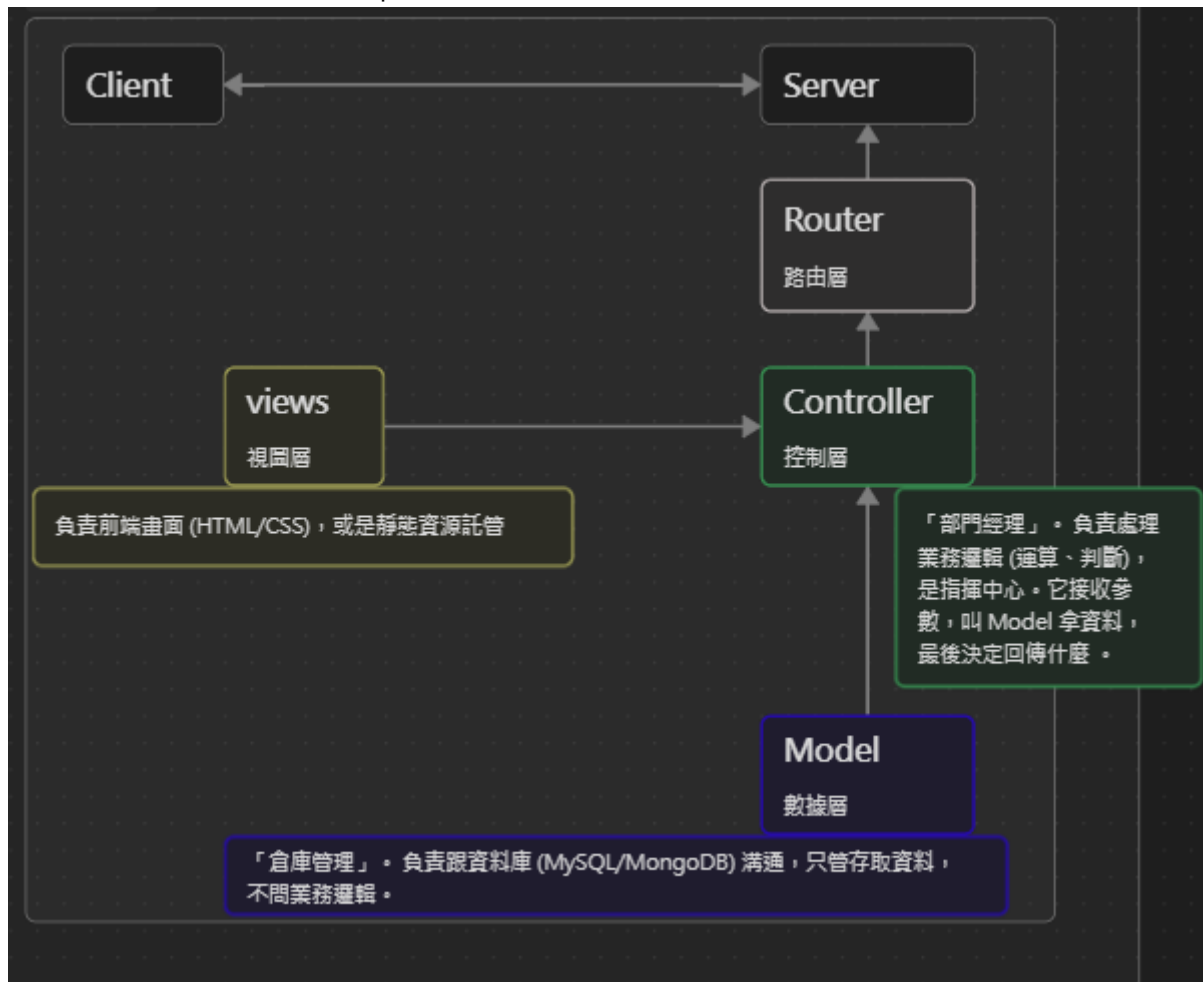 Client
Server
Router
路由層
views
視圖層
Controller
控制層
負責前端畫面 (HTML/CSS)，或是靜態資源託管
「部門經理」。 負責處理
業務邏輯 (運算、判斷)，
是指揮中心。它接收參
數，叫 Model 拿資料，
最後決定回傳什麼 。
Model
數據層
「倉庫管理」。 負責跟資料庫 (MySQL/MongoDB) 溝通，只管存取資料，
不問業務邏輯。